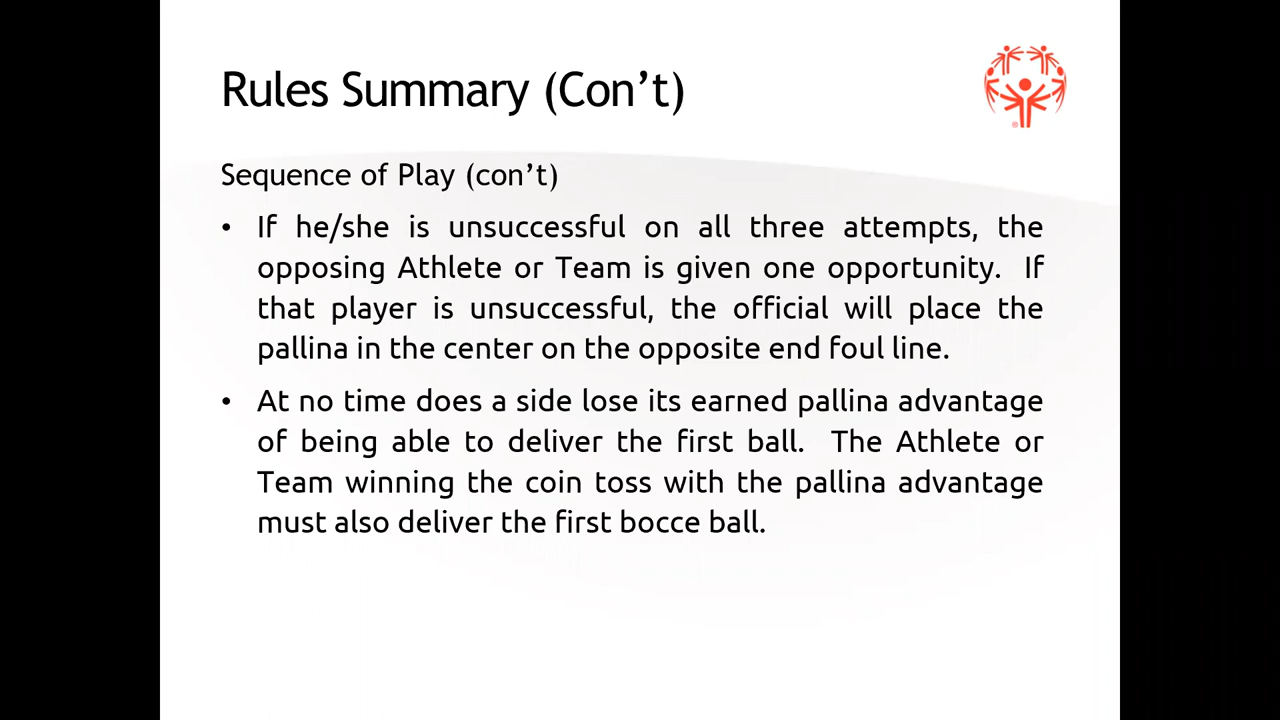 Rules Summary (Con’t)
Sequence of Play (con’t)
• If he/she is unsuccessful on all three attempts, the
opposing Athlete or Team is given one opportunity. If
that player is unsuccessful, the official will place the
pallina in the center on the opposite end foul line.
• At no time does a side lose its earned pallina advantage
of being able to deliver the first ball. The Athlete or
Team winning the coin toss with the pallina advantage
must also deliver the first bocce ball.
®